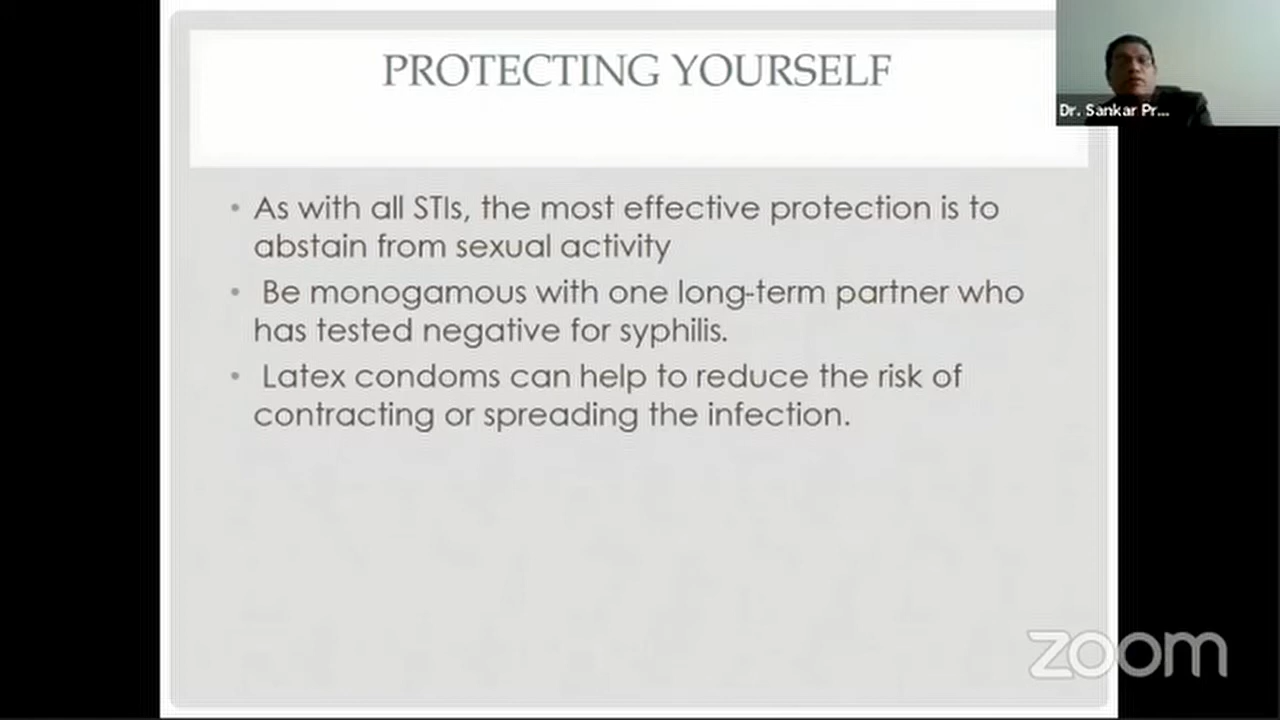 PROTECTING YOURSELF
Dr. Sankar Pr...
• As with all STIs, the most effective protection is to
abstain from sexual activity
• Be monogamous with one long-term partner who
has tested negative for syphilis.
• Latex condoms can help to reduce the risk of
contracting or spreading the infection.
zoom